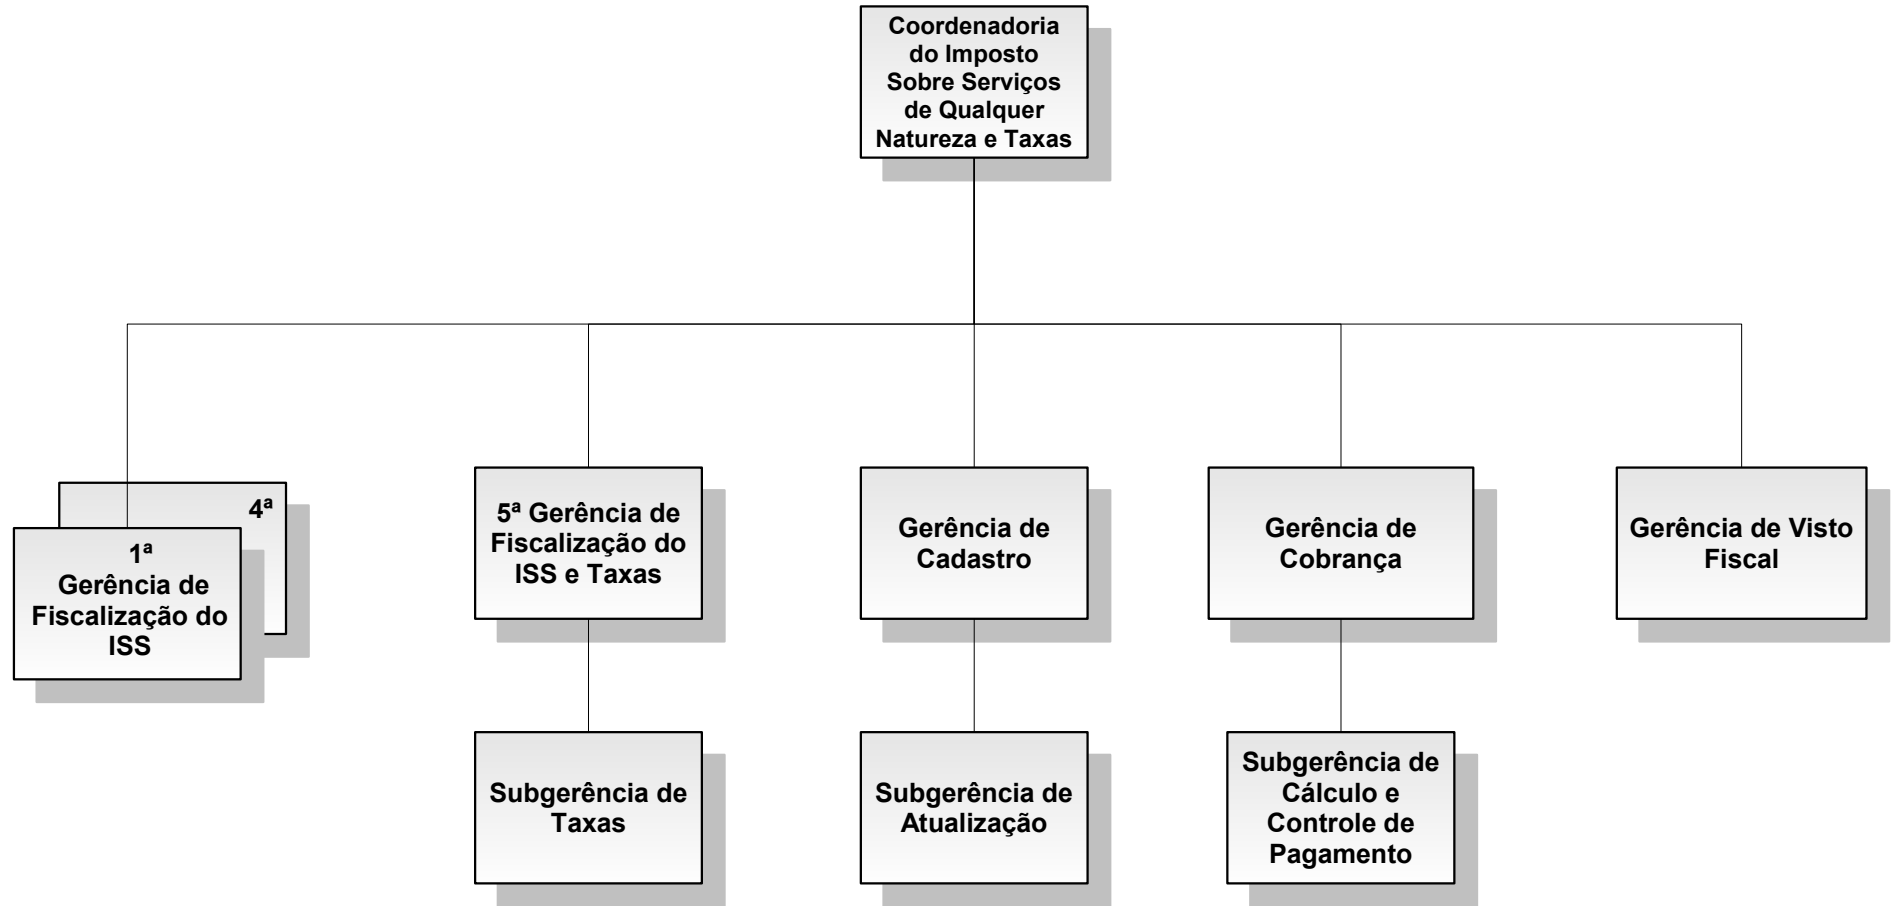 Coordenadoria
do Imposto
Sobre Serviços
de Qualquer
Natureza e Taxas
4ª
1ª
Gerência de
Fiscalização do
ISS
5ª Gerência de
Fiscalização do
ISS e Taxas
Gerência de
Cadastro
Gerência de
Cobrança
Gerência de Visto
Fiscal
Subgerência de
Taxas
Subgerência de
Atualização
Subgerência de
Cálculo e
Controle de
Pagamento